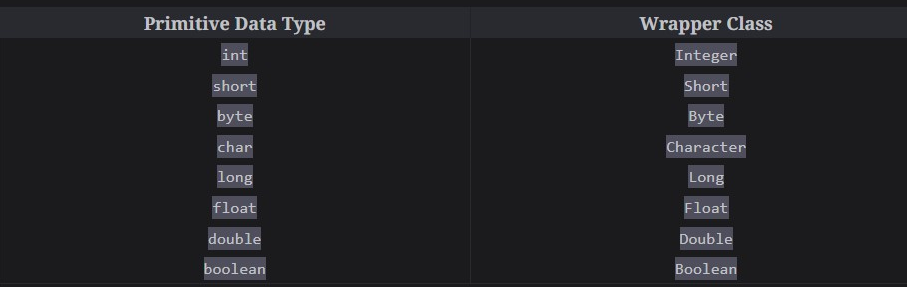 Primitive Data Type Wrapper Class
int Integer
short Short
byte Byte
char Character
long Long
float Float
double Double
boolean Boolean